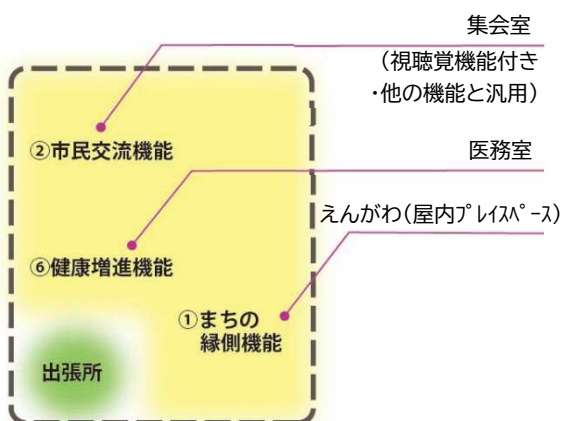 集会室
(視聴覚機能付き
・他の機能と汎用)
②市民交流機能
医務室
えんがわ(屋内ﾌﾟﾚｲｽﾍﾟｰｽ)
⑥健康増進機能
①まちの
縁側機能
出張所